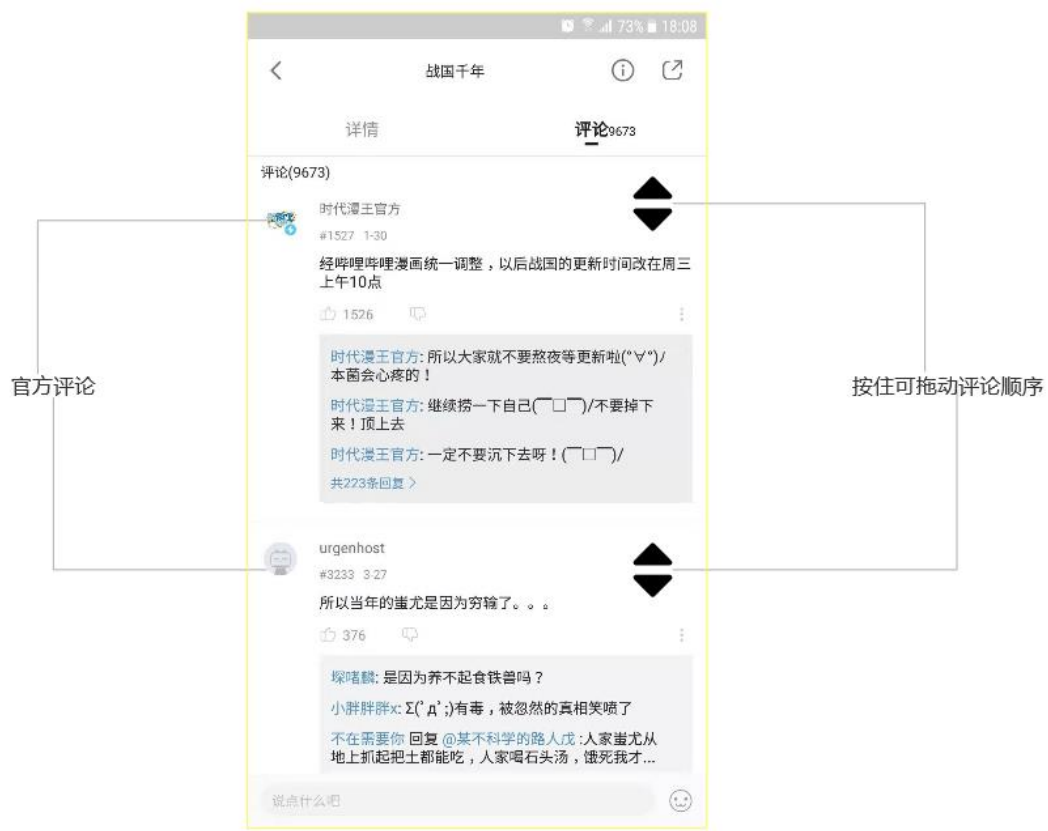 73% 18:08
战国千年
详情
评论9673
评论(9673)
时代漫王官方
#1527 1-30
经哔哩哔哩漫画统一调整，以后战国的更新时间改在周三
上午10点
1526
时代漫王官方: 所以大家就不要熬夜等更新啦(°∀°)/
本菌会心疼的！
时代漫王官方: 继续捞一下自己(￣□￣)/不要掉下
来！顶上去
时代漫王官方: 一定不要沉下去呀！(￣□￣)/
共223条回复 >
官方评论
按住可拖动评论顺序
urgenhost
#3233 3-27
所以当年的蚩尤是因为穷输了。。。
376
琛啫麟: 是因为养不起食铁兽吗？
小胖胖胖x: Σ(ﾟдﾟ;)有毒，被忽然的真相笑喷了
不在需要你 回复 @某不科学的路人戊 :人家蚩尤从
地上抓起把土都能吃，人家喝石头汤，饿死我才...
说点什么吧